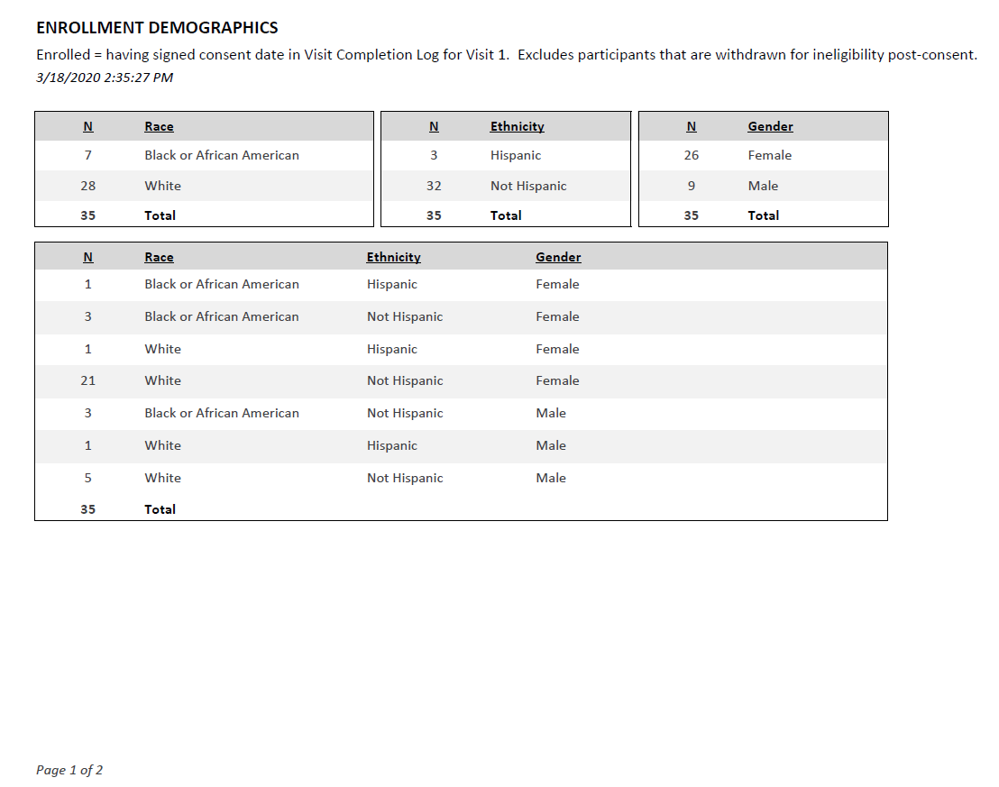 ENROLLMENT DEMOGRAPHICS
Enrolled = having signed consent date in Visit Completion Log for Visit 1.  Excludes participants that are withdrawn for ineligibility post-consent.
3/18/2020 2:35:27 PM
N Race
7 Black or African American
28 White
35 Total
N Ethnicity
3 Hispanic
32 Not Hispanic
35 Total
N Gender
26 Female
9 Male
35 Total
N Race Ethnicity Gender
1 Black or African American Hispanic Female
3 Black or African American Not Hispanic Female
1 White Hispanic Female
21 White Not Hispanic Female
3 Black or African American Not Hispanic Male
1 White Hispanic Male
5 White Not Hispanic Male
35 Total
Page 1 of 2